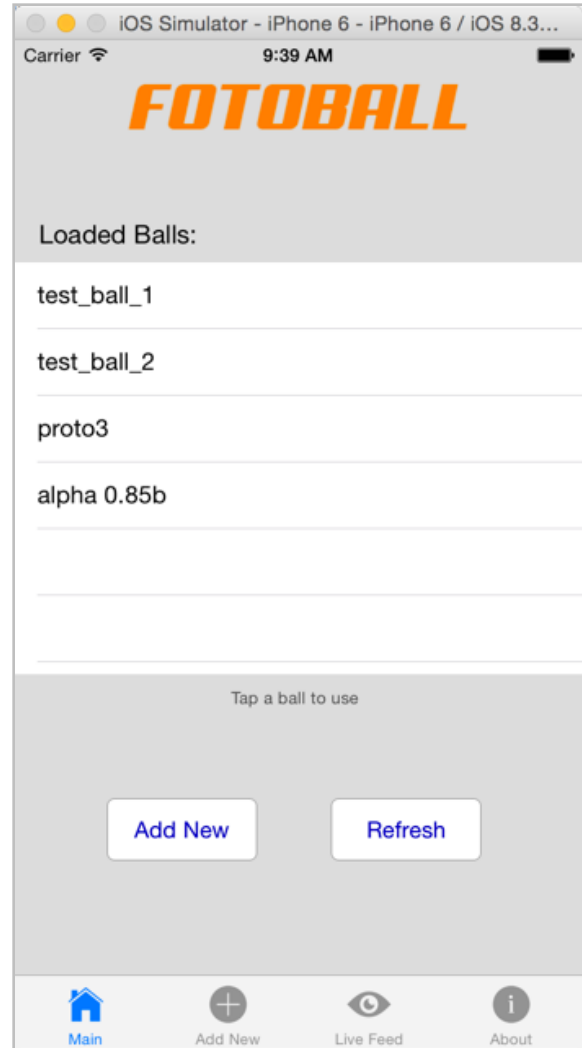 iOS Simulator - iPhone 6 - iPhone 6 / iOS 8.3...
Carrier 9:39 AM
FOTOBALL
Loaded Balls:
test_ball_1
test_ball_2
proto3
alpha 0.85b
Tap a ball to use
Add New Refresh
Main Add New Live Feed About